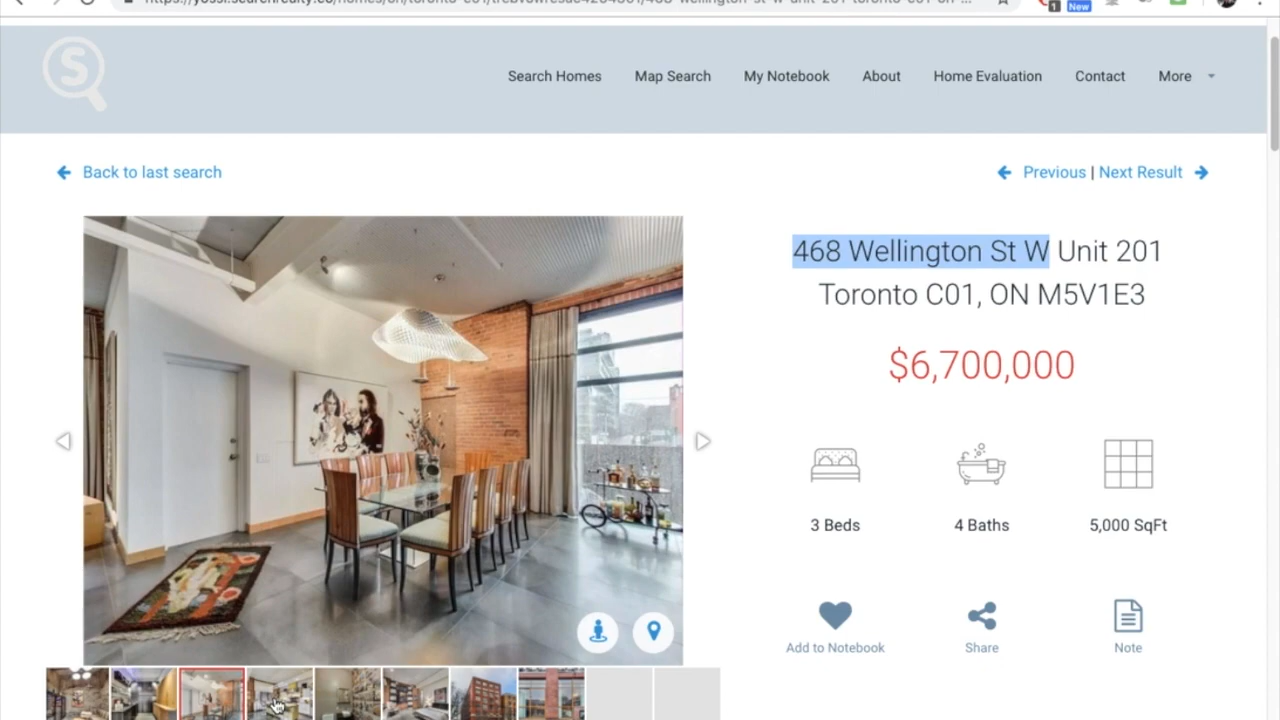 New
1
S
Search Homes Map Search My Notebook About Home Evaluation Contact More
Back to last search
Previous | Next Result
468 Wellington St W Unit 201
Toronto C01, ON M5V1E3
$6,700,000
3 Beds 4 Baths 5,000 SqFt
Add to Notebook Share Note